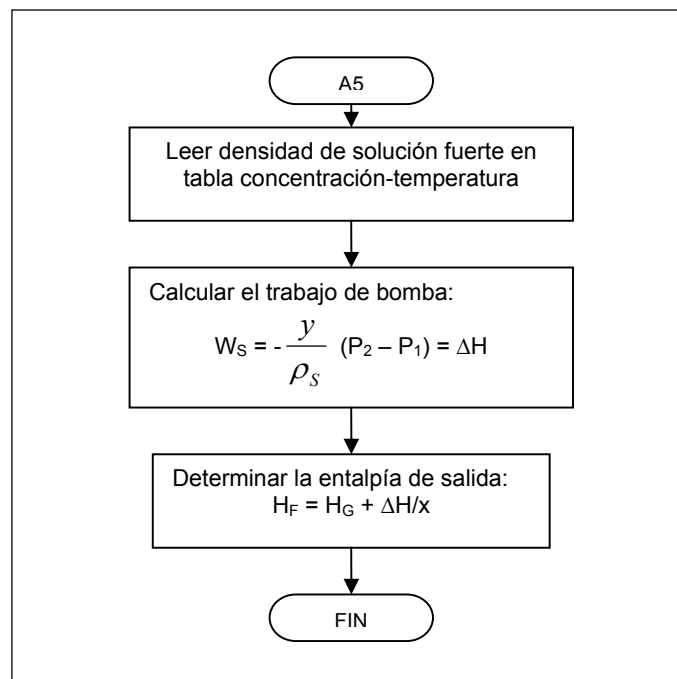 A5
Leer densidad de solución fuerte en
tabla concentración-temperatura
Calcular el trabajo de bomba:
W_S = - y/ρ_S (P_2 – P_1) = ΔH
Determinar la entalpía de salida:
H_F = H_G + ΔH/x
FIN